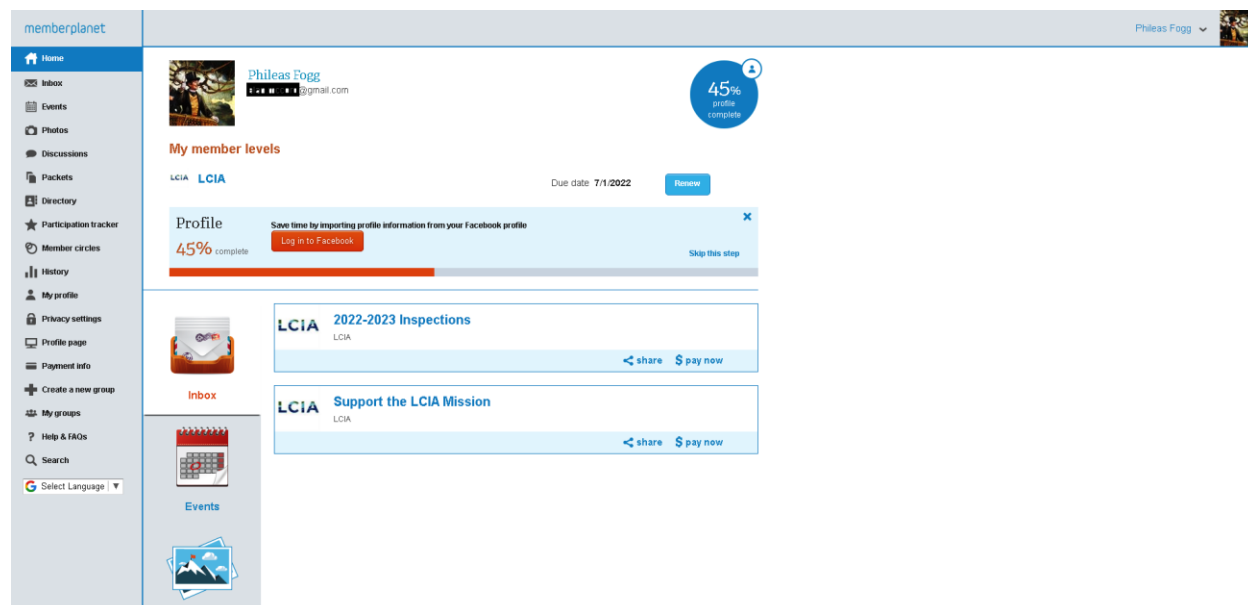 memberplanet
Phileas Fogg
Home
Inbox
Events
Photos
Discussions
Packets
Directory
Participation tracker
Member circles
History
My profile
Privacy settings
Profile page
Payment info
Create a new group
My groups
Help & FAQs
Search
G Select Language ▼
Phileas Fogg
@gmail.com
45%
profile
complete
My member levels
LCIA LCIA
Due date 7/1/2022 Renew
Profile
45% complete
Save time by importing profile information from your Facebook profile
Log in to Facebook
Skip this step
Inbox
Events
LCIA 2022-2023 Inspections
LCIA
share $ pay now
LCIA Support the LCIA Mission
LCIA
share $ pay now